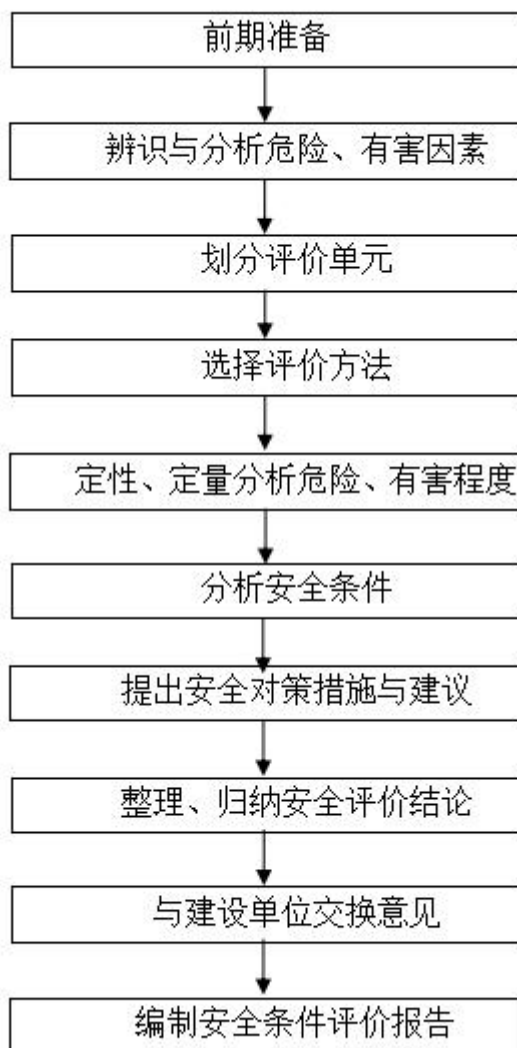 前期准备
辨识与分析危险、有害因素
划分评价单元
选择评价方法
定性、定量分析危险、有害程度
分析安全条件
提出安全对策措施与建议
整理、归纳安全评价结论
与建设单位交换意见
编制安全条件评价报告